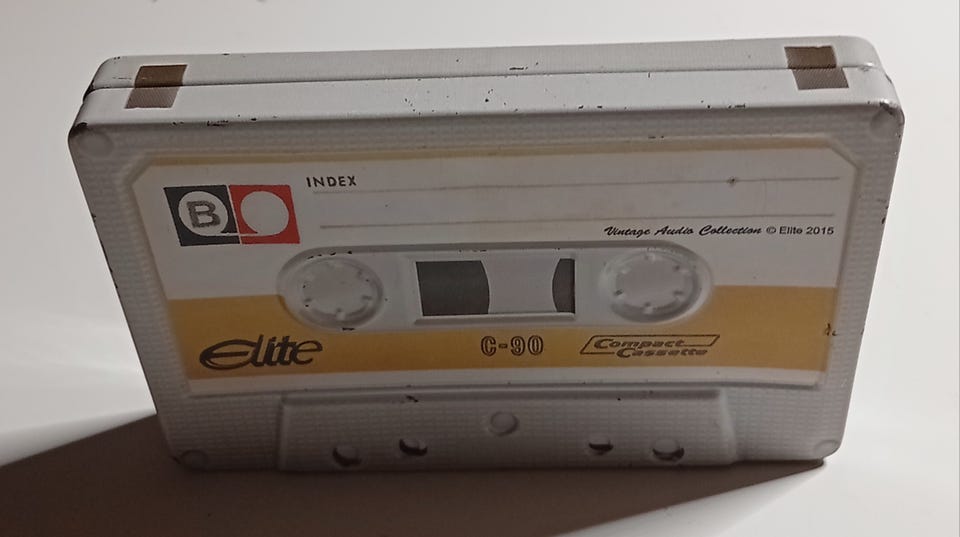 B
INDEX
Vintage Audio Collection © Elite 2015
Elite
C-90
Compact
Cassette